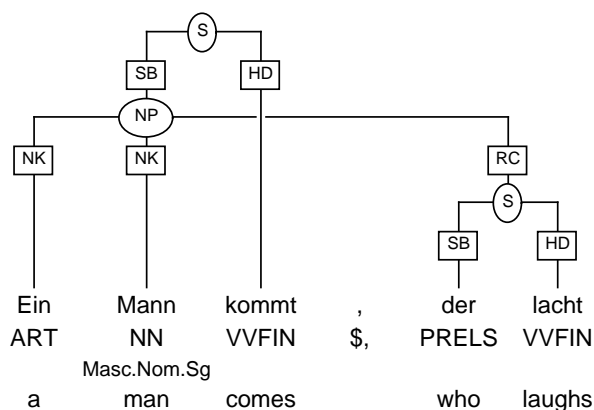 S
SB HD
NP
NK NK RC
S
SB HD
Ein Mann kommt , der lacht
ART NN VVFIN $, PRELS VVFIN
Masc.Nom.Sg
a man comes who laughs